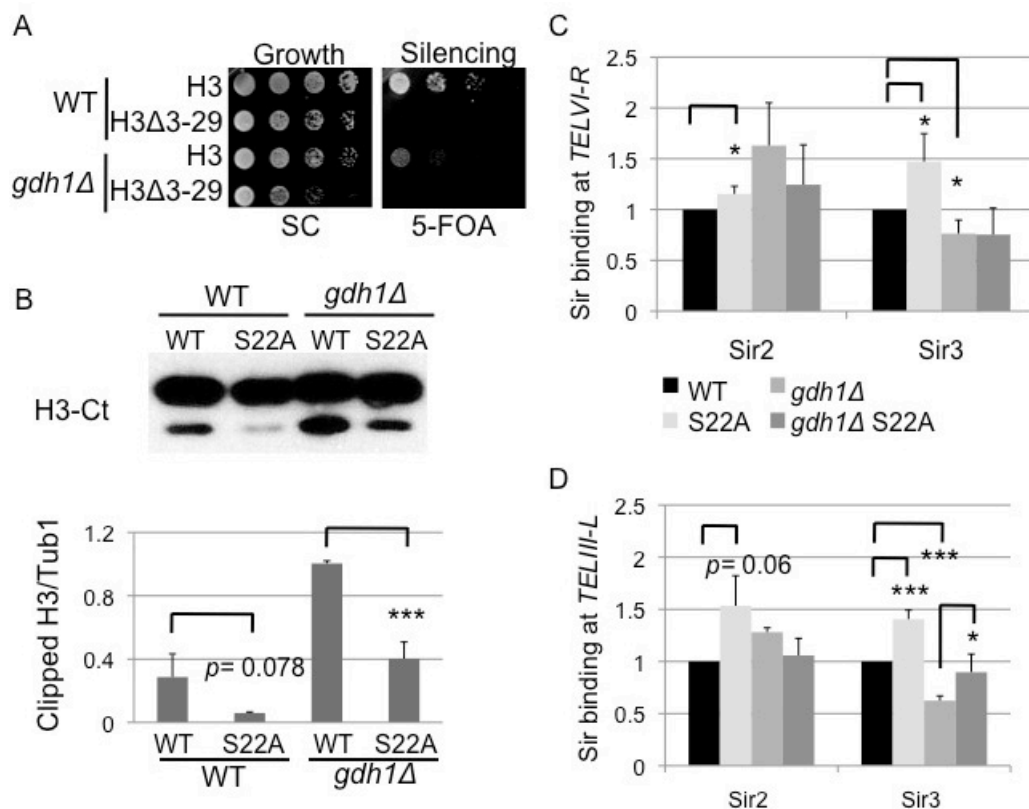 A
Growth
Silencing
WT
H3
H3Δ3-29
gdh1Δ
H3
H3Δ3-29
SC
5-FOA
B
WT
gdh1Δ
WT
S22A
WT
S22A
H3-Ct
Clipped H3/Tub1
1.2
0.8
0.4
0
p= 0.078
***
WT
S22A
WT
S22A
WT
gdh1Δ
C
Sir binding at TELVI-R
2.5
2
1.5
1
0.5
0
*
*
*
Sir2
Sir3
WT
gdh1Δ
S22A
gdh1Δ S22A
D
Sir binding at TELIII-L
2.5
2
1.5
1
0.5
0
p= 0.06
***
***
*
Sir2
Sir3